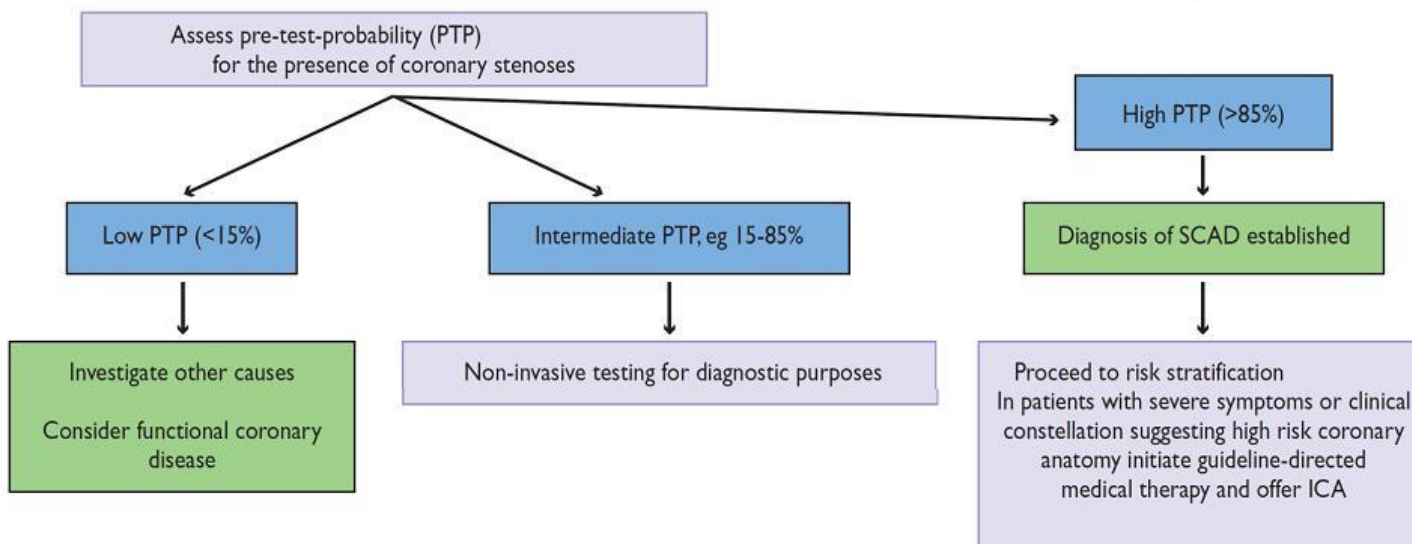 Assess pre-test-probability (PTP)
for the presence of coronary stenoses
High PTP (>85%)
Low PTP (<15%)
Intermediate PTP, eg 15-85%
Diagnosis of SCAD established
Investigate other causes
Consider functional coronary
disease
Non-invasive testing for diagnostic purposes
Proceed to risk stratification
In patients with severe symptoms or clinical
constellation suggesting high risk coronary
anatomy initiate guideline-directed
medical therapy and offer ICA